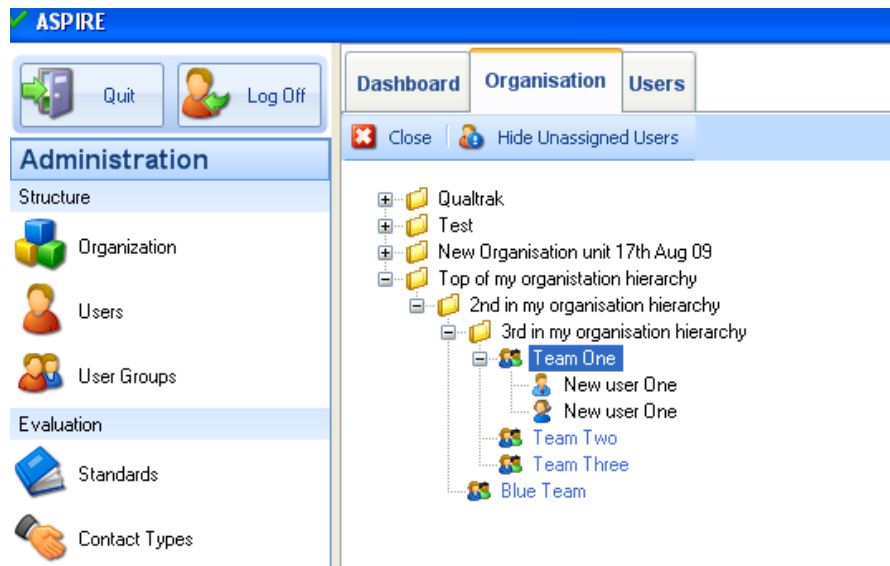 ASPIRE
Quit
Log Off
Administration
Structure
Organization
Users
User Groups
Evaluation
Standards
Contact Types
Dashboard
Organisation
Users
Close
Hide Unassigned Users
Qualtrak
Test
New Organisation unit 17th Aug 09
Top of my organistation hierarchy
2nd in my organisation hierarchy
3rd in my organisation hierarchy
Team One
New user One
New user One
Team Two
Team Three
Blue Team